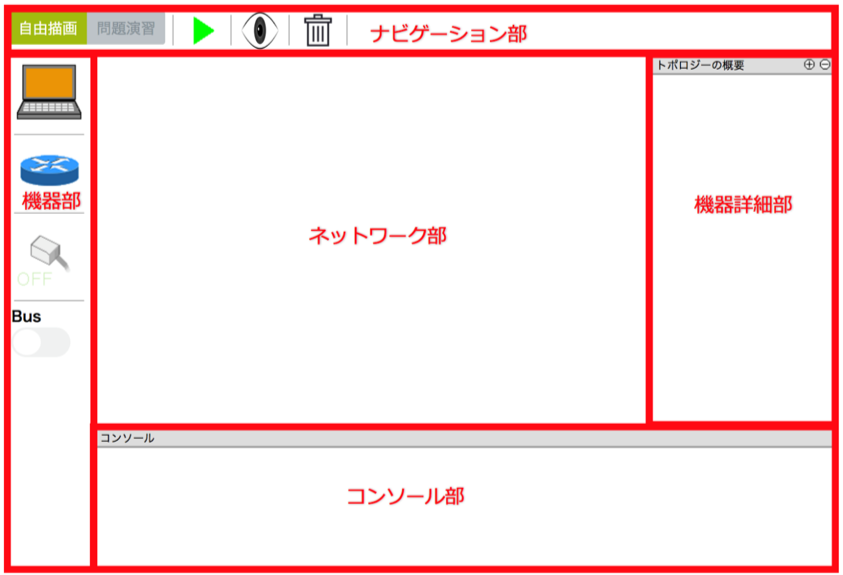 自由描画 問題演習 ナビゲーション部
トポロジーの概要
機器部
機器詳細部
ネットワーク部
OFF
Bus
コンソール
コンソール部